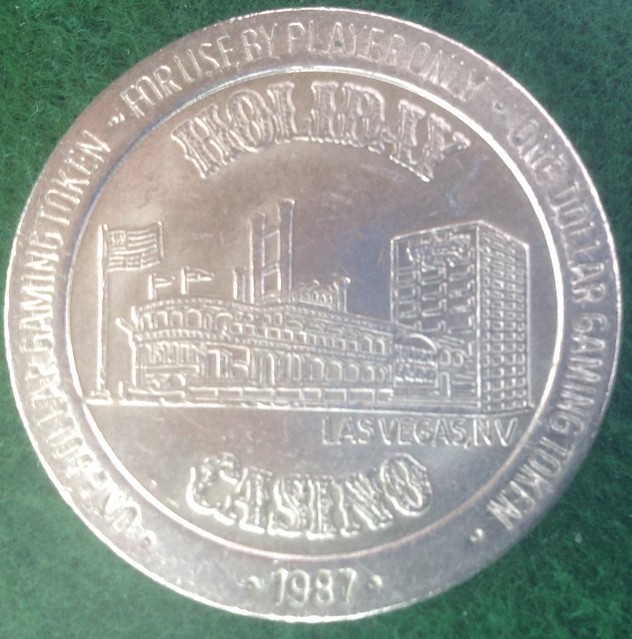 FOR USE BY PLAYER ONLY
ONE DOLLAR GAMING TOKEN
ONE DOLLAR GAMING TOKEN
HOLIDAY
LAS VEGAS, NV
CASINO
1987